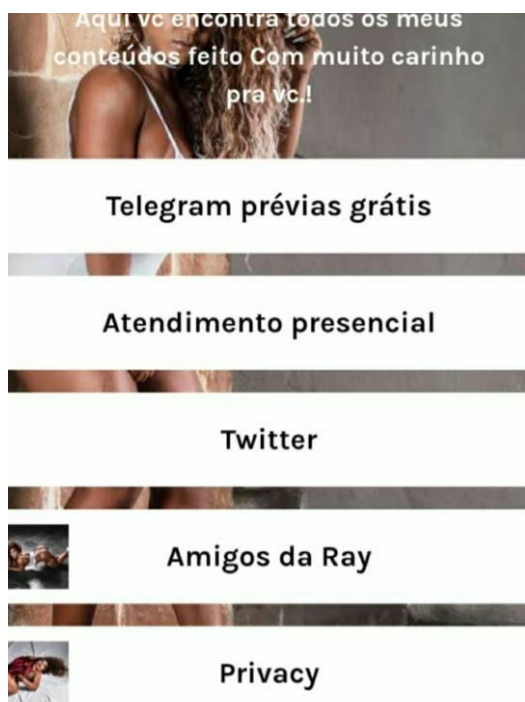 Aqui vc encontra todos os meus
conteúdos feito Com muito carinho
pra vc.!
Telegram prévias grátis
Atendimento presencial
Twitter
Amigos da Ray
Privacy